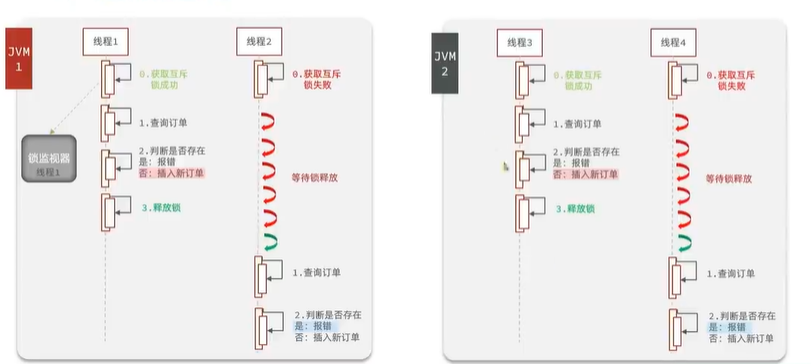 JVM
1
线程1
线程2
0.获取互斥
锁成功
0.获取互斥
锁失败
1.查询订单
锁监视器
线程1
2.判断是否存在
是：报错
否：插入新订单
等待锁释放
3.释放锁
1.查询订单
2.判断是否存在
是：报错
否：插入新订单
JVM
2
线程3
线程4
0.获取互斥
锁成功
0.获取互斥
锁失败
1.查询订单
2.判断是否存在
是：报错
否：插入新订单
等待锁释放
3.释放锁
1.查询订单
2.判断是否存在
是：报错
否：插入新订单